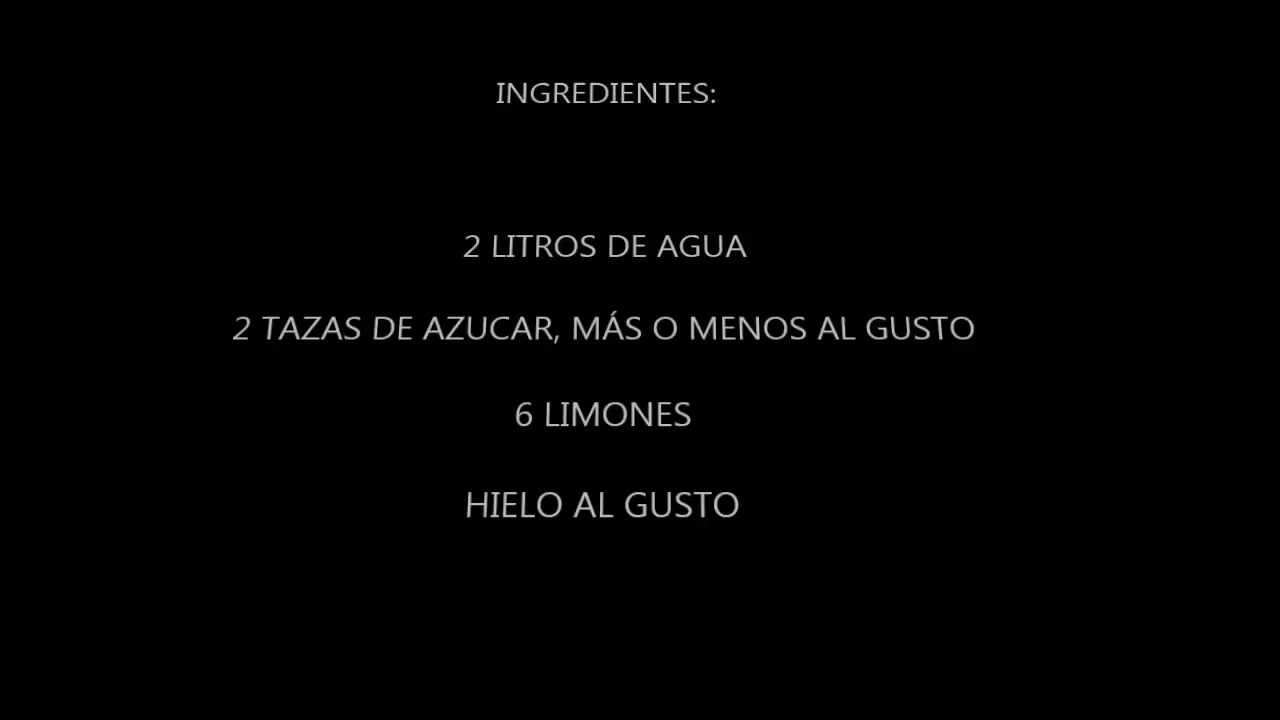 INGREDIENTES:
2 LITROS DE AGUA
2 TAZAS DE AZUCAR, MÁS O MENOS AL GUSTO
6 LIMONES
HIELO AL GUSTO